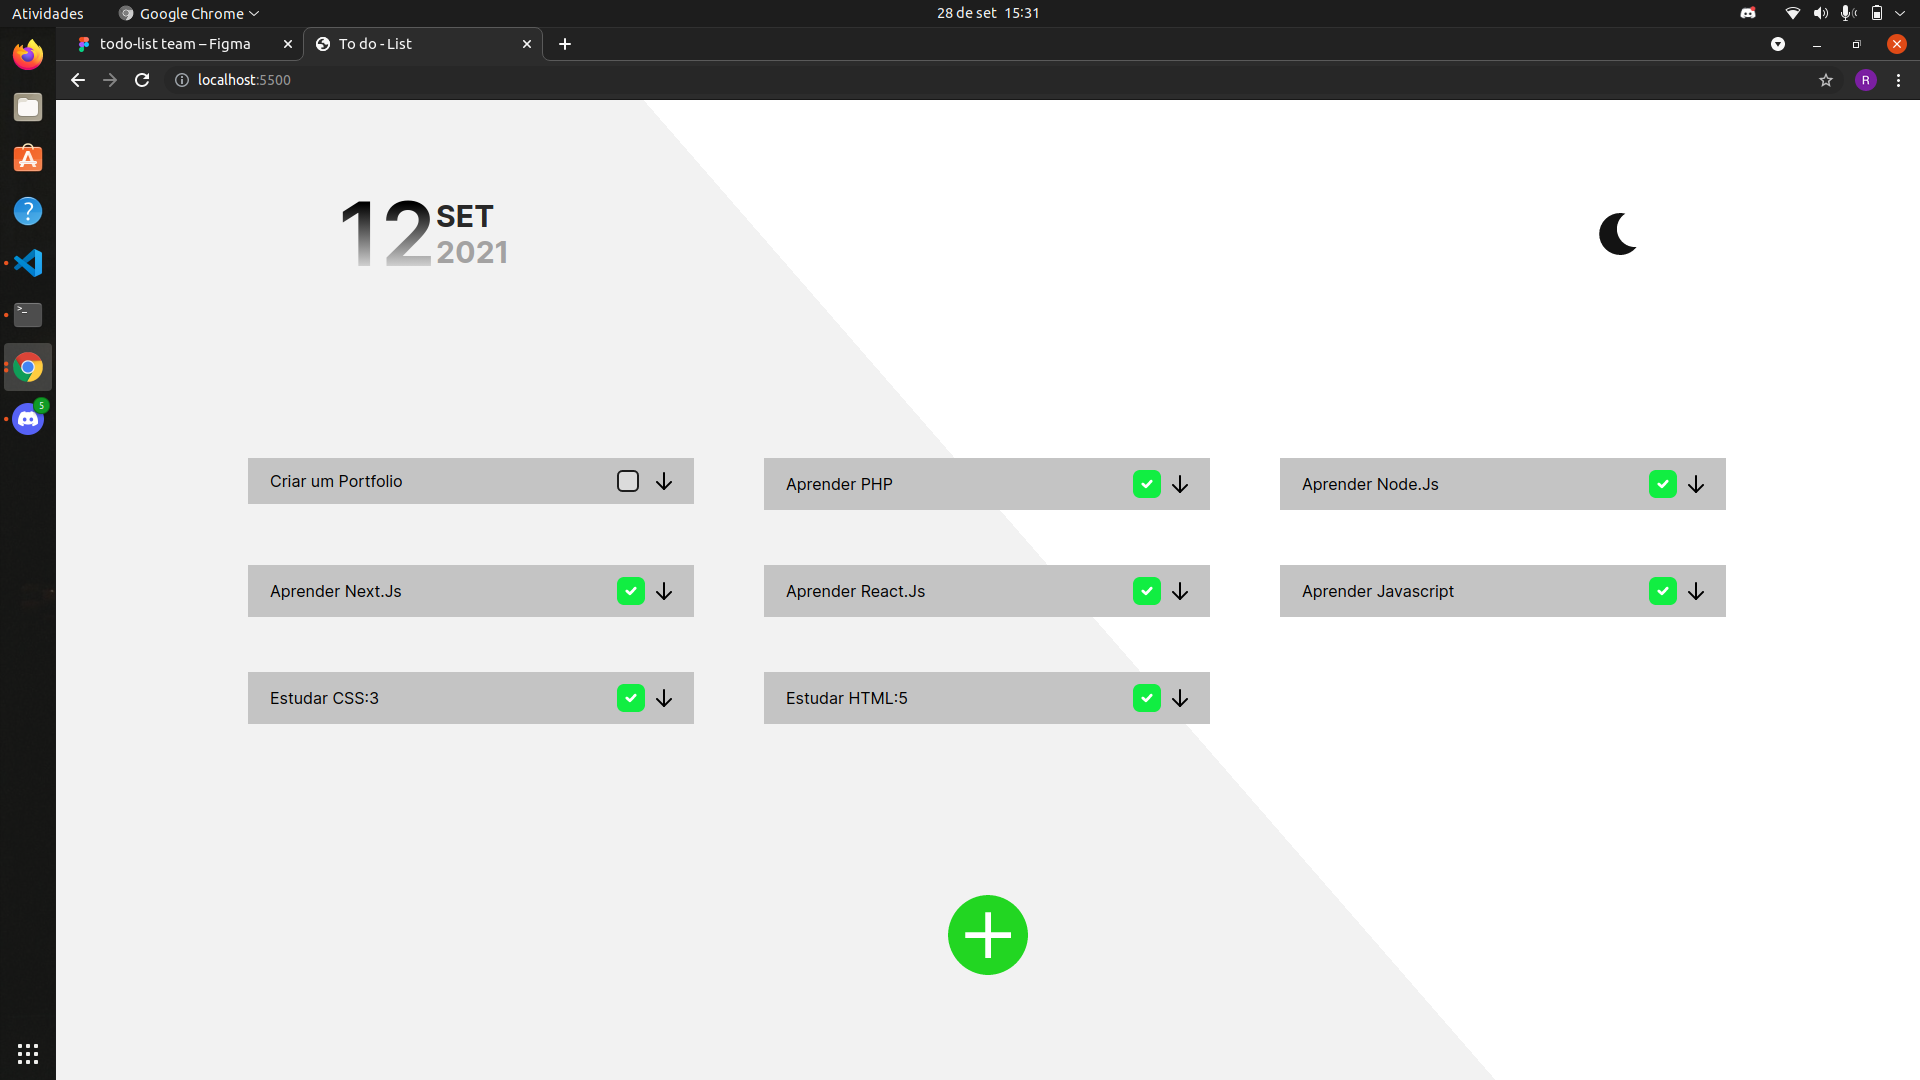 Atividades
Google Chrome
28 de set 15:31
todo-list team – Figma
To do - List
localhost:5500
R
5
12
SET
2021
Criar um Portfolio
Aprender PHP
Aprender Node.Js
Aprender Next.Js
Aprender React.Js
Aprender Javascript
Estudar CSS:3
Estudar HTML:5